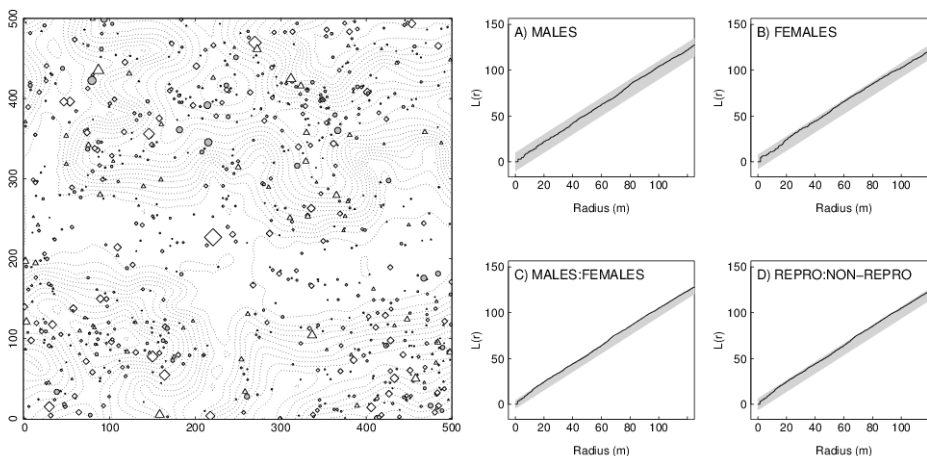 0 100 200 300 400 500
0 100 200 300 400 500
A) MALES
L(r)
0 50 100 150
0 20 40 60 80 100
Radius (m)
B) FEMALES
L(r)
0 50 100 150
0 20 40 60 80 100
Radius (m)
C) MALES:FEMALES
L(r)
0 50 100 150
0 20 40 60 80 100
Radius (m)
D) REPRO:NON-REPRO
L(r)
0 50 100 150
0 20 40 60 80 100
Radius (m)